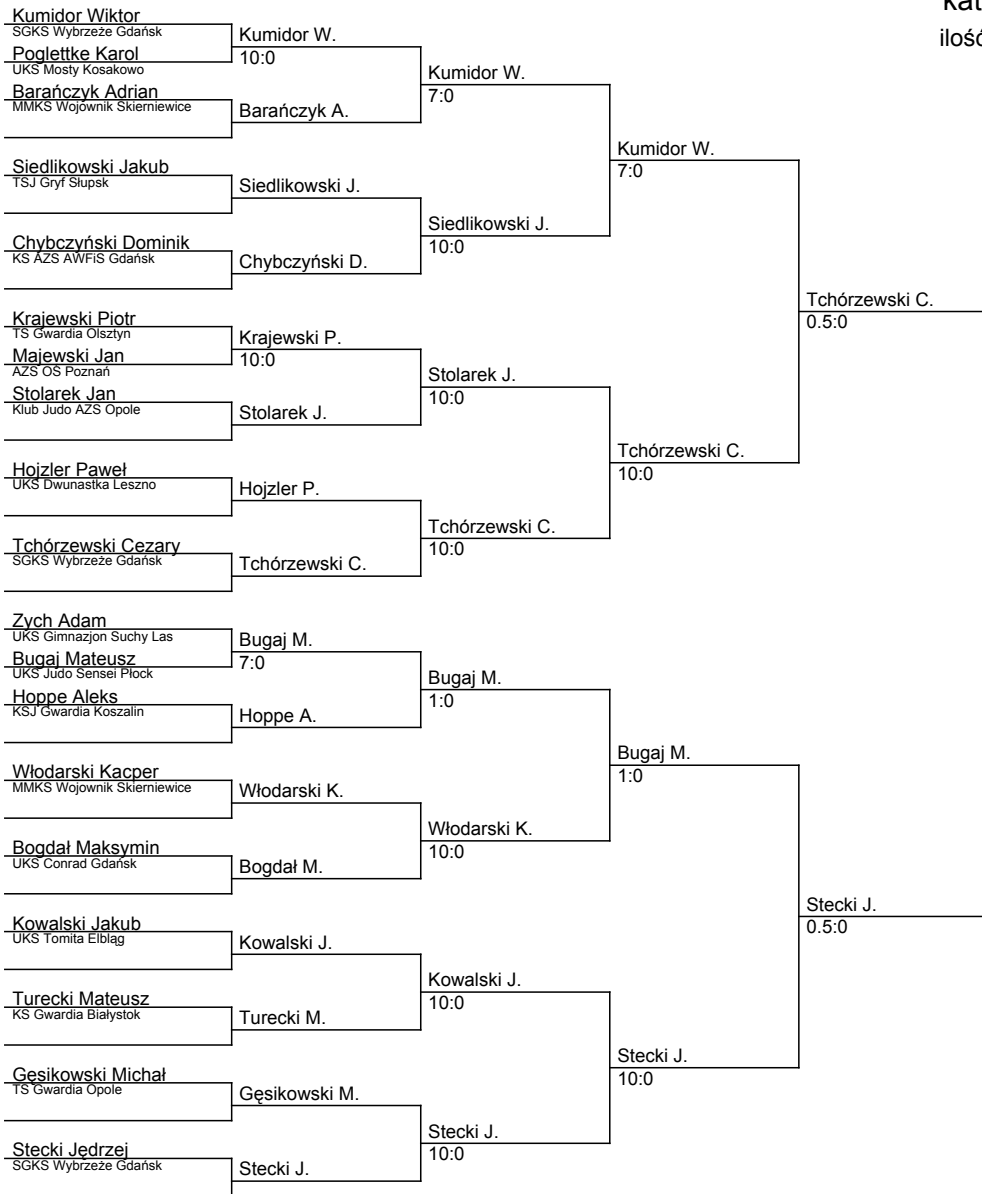 Kumidor Wiktor
SGKS Wybrzeże Gdańsk
Poglettke Karol
UKS Mosty Kosakowo
Barańczyk Adrian
MMKS Wojownik Skierniewice
Siedlikowski Jakub
TSJ Gryf Słupsk
Chybczyński Dominik
KS AZS AWFiS Gdańsk
Krajewski Piotr
TS Gwardia Olsztyn
Majewski Jan
AZS OŚ Poznań
Stolarek Jan
Klub Judo AZS Opole
Hojzler Paweł
UKS Dwunastka Leszno
Tchórzewski Cezary
SGKS Wybrzeże Gdańsk
Zych Adam
UKS Gimnazjon Suchy Las
Bugaj Mateusz
UKS Judo Sensei Płock
Hoppe Aleks
KSJ Gwardia Koszalin
Włodarski Kacper
MMKS Wojownik Skierniewice
Bogdał Maksymin
UKS Conrad Gdańsk
Kowalski Jakub
UKS Tomita Elbląg
Turecki Mateusz
KS Gwardia Białystok
Gęsikowski Michał
TS Gwardia Opole
Stecki Jędrzej
SGKS Wybrzeże Gdańsk
Kumidor W.
10:0
Barańczyk A.
Siedlikowski J.
Chybczyński D.
Krajewski P.
10:0
Stolarek J.
Hojzler P.
Tchórzewski C.
Bugaj M.
7:0
Hoppe A.
Włodarski K.
Bogdał M.
Kowalski J.
Turecki M.
Gęsikowski M.
Stecki J.
Kumidor W.
7:0
Siedlikowski J.
10:0
Stolarek J.
10:0
Tchórzewski C.
10:0
Bugaj M.
1:0
Włodarski K.
10:0
Kowalski J.
10:0
Stecki J.
10:0
Kumidor W.
7:0
Tchórzewski C.
10:0
Bugaj M.
1:0
Stecki J.
10:0
Tchórzewski C.
0.5:0
Stecki J.
0.5:0
kat
ilość